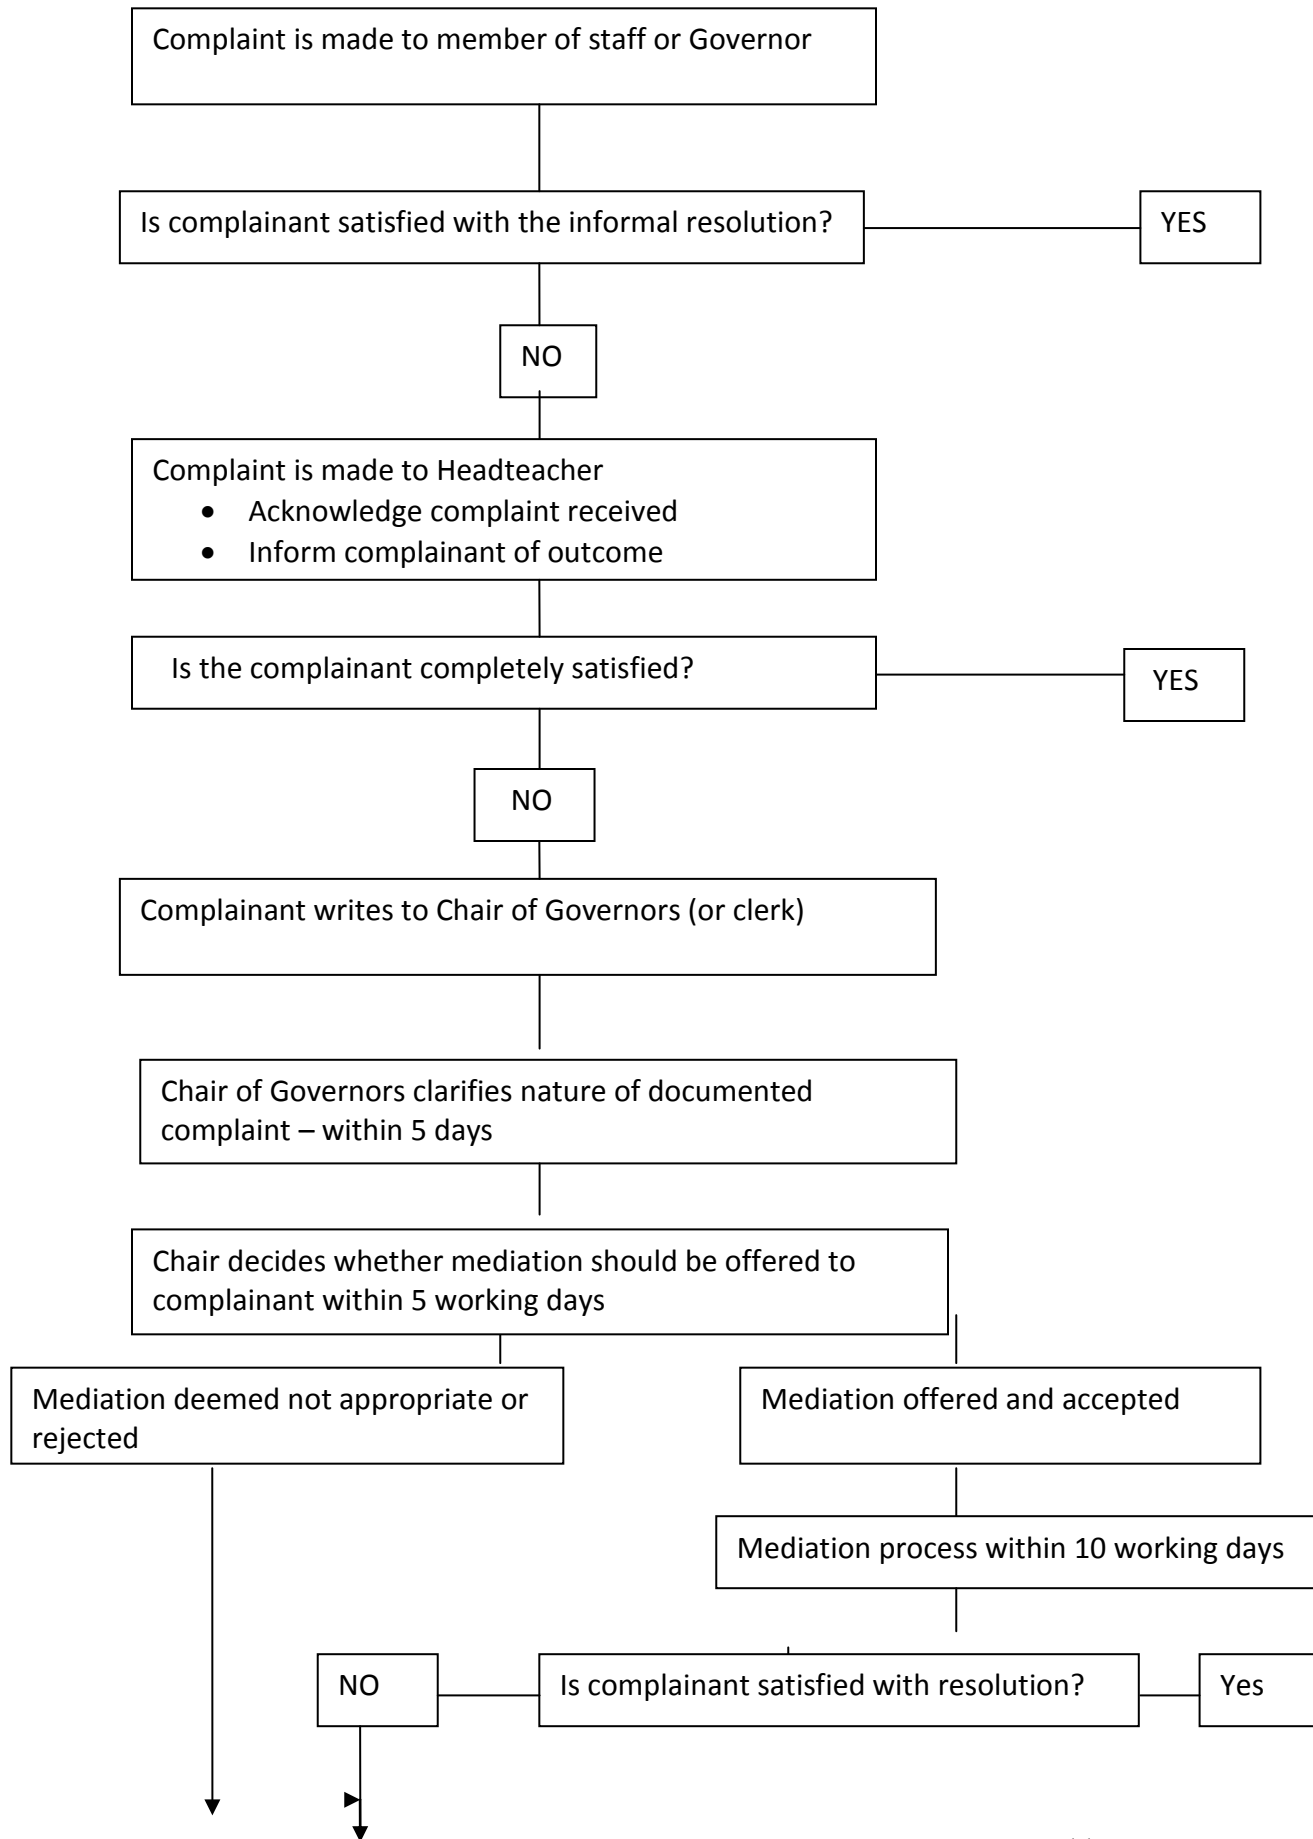 Complaint is made to member of staff or Governor
Is complainant satisfied with the informal resolution?
YES
NO
Complaint is made to Headteacher
• Acknowledge complaint received
• Inform complainant of outcome
Is the complainant completely satisfied?
YES
NO
Complainant writes to Chair of Governors (or clerk)
Chair of Governors clarifies nature of documented
complaint – within 5 days
Chair decides whether mediation should be offered to
complainant within 5 working days
Mediation deemed not appropriate or
rejected
Mediation offered and accepted
Mediation process within 10 working days
NO
Is complainant satisfied with resolution?
Yes